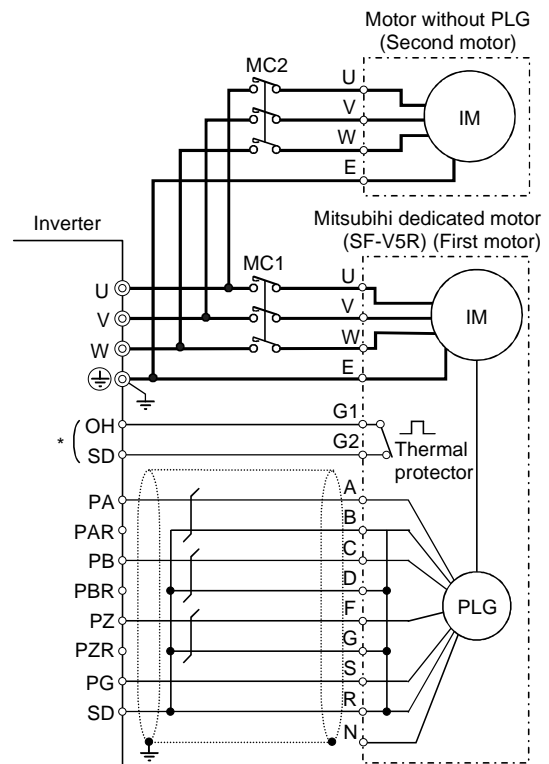 Motor without PLG
(Second motor)
MC2
U
V
W
E
IM
Inverter
Mitsubihi dedicated motor
(SF-V5R) (First motor)
MC1
U
V
W
U
V
W
E
IM
*
OH
SD
G1
G2
Thermal
protector
PA
PAR
PB
PBR
PZ
PZR
PG
SD
A
B
C
D
F
G
S
R
N
PLG